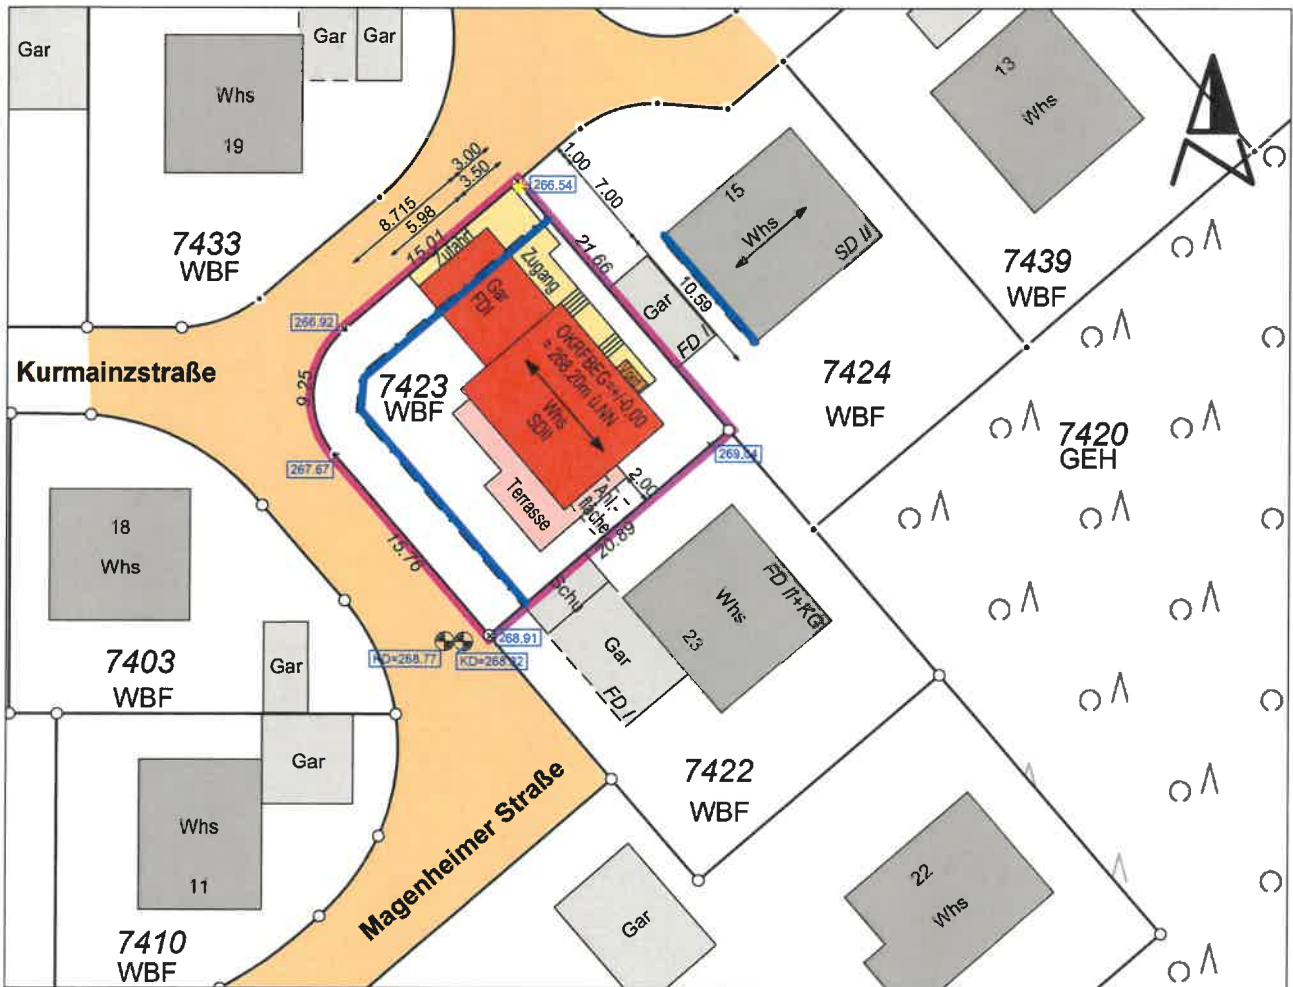 Gar
Gar
Gar
Whs
19
13
Whs
3.00
3.50
8.715
5.98
15.01
1.00
7.00
266.54
15
Whs
SD II
7433
WBF
21.66
10.59
7439
WBF
Zufahrt
Zugang
Gar
FDI
Gar
FD II
266.92
Kurmainzstraße
9.25
7423
WBF
OKRFBEG=+/-0,00
= 268.20m ü.NN
Whs
SDII
7424
WBF
7420
GEH
267.67
269.04
2.00
Terrasse
20.89
15.76
18
Whs
Whs
FD II+KG
23
Gar
FD I
268.91
KD=268.77
7403
WBF
Gar
Gar
7422
WBF
Magenheimer Straße
Whs
11
22
Whs
Gar
7410
WBF